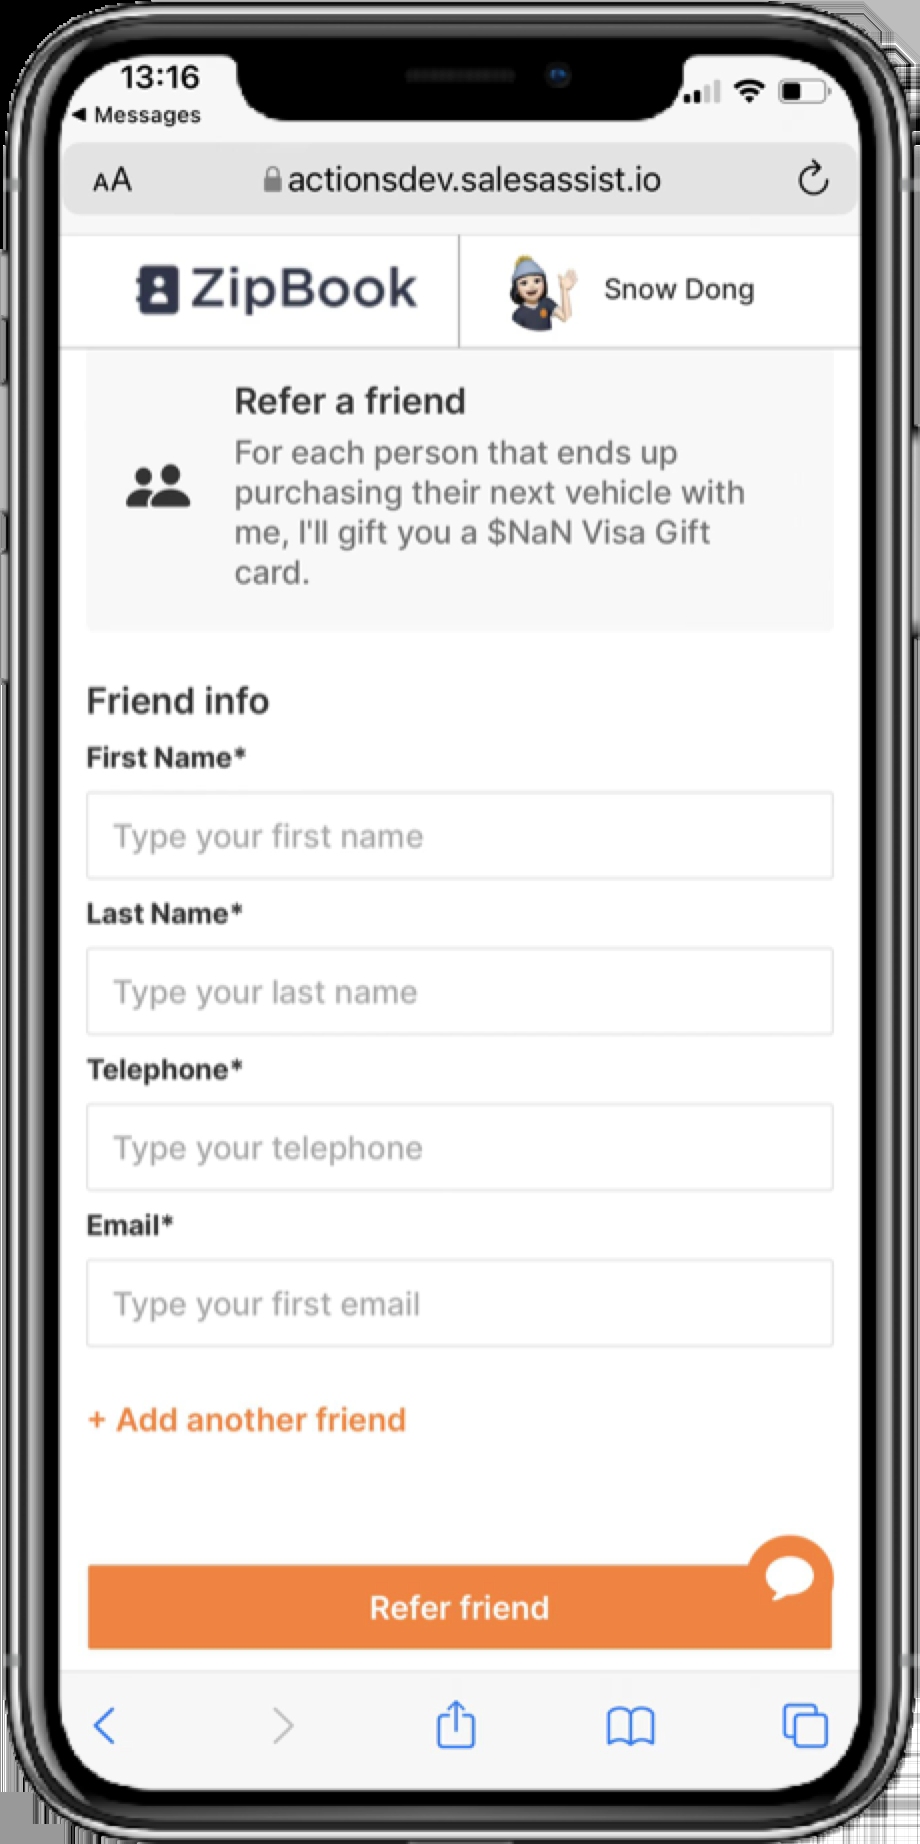 13:16
Messages
AA
actionsdev.salesassist.io
ZipBook
Snow Dong
Refer a friend
For each person that ends up
purchasing their next vehicle with
me, I'll gift you a $NaN Visa Gift
card.
Friend info
First Name*
Type your first name
Last Name*
Type your last name
Telephone*
Type your telephone
Email*
Type your first email
+ Add another friend
Refer friend